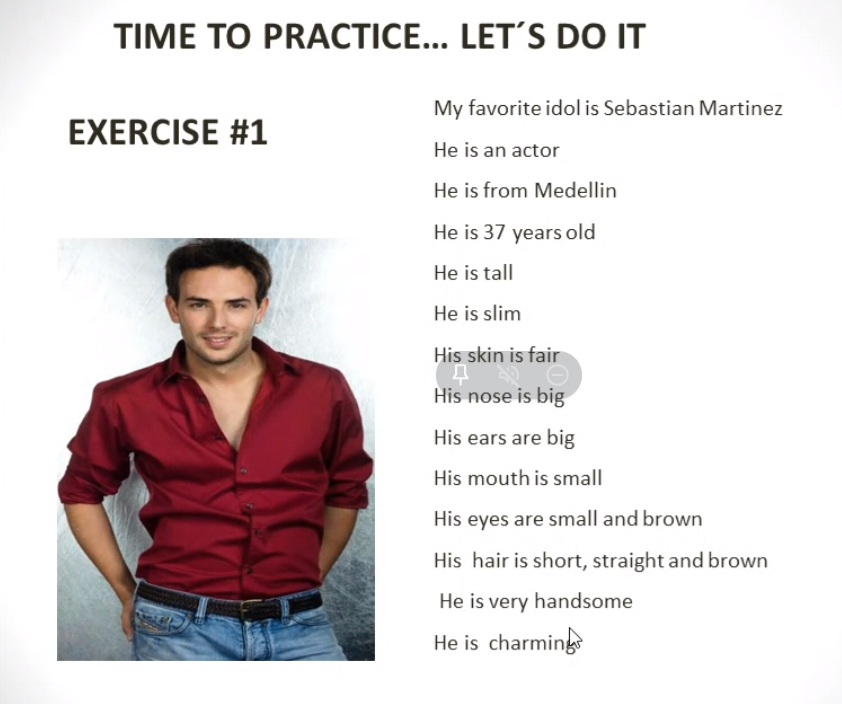 TIME TO PRACTICE... LET´S DO IT
EXERCISE #1
My favorite idol is Sebastian Martinez
He is an actor
He is from Medellin
He is 37 years old
He is tall
He is slim
His skin is fair
His nose is big
His ears are big
His mouth is small
His eyes are small and brown
His hair is short, straight and brown
He is very handsome
He is charming